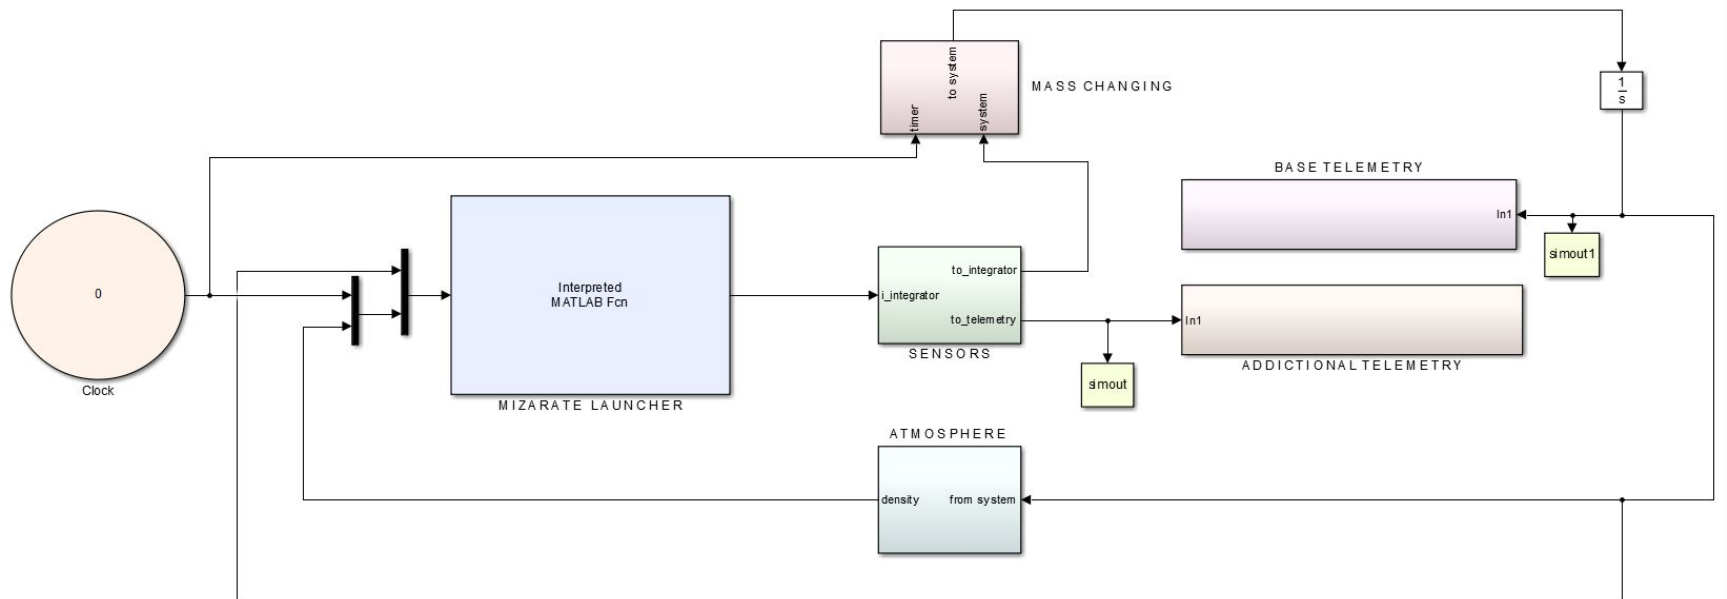 to system
timer
system
MASS CHANGING
1
s
BASE TELEMETRY
In1
simout1
0
Clock
Interpreted
MATLAB Fcn
MIZARATE LAUNCHER
to_integrator
i_integrator
to_telemetry
SENSORS
In1
ADDICTIONAL TELEMETRY
simout
ATMOSPHERE
density
from system